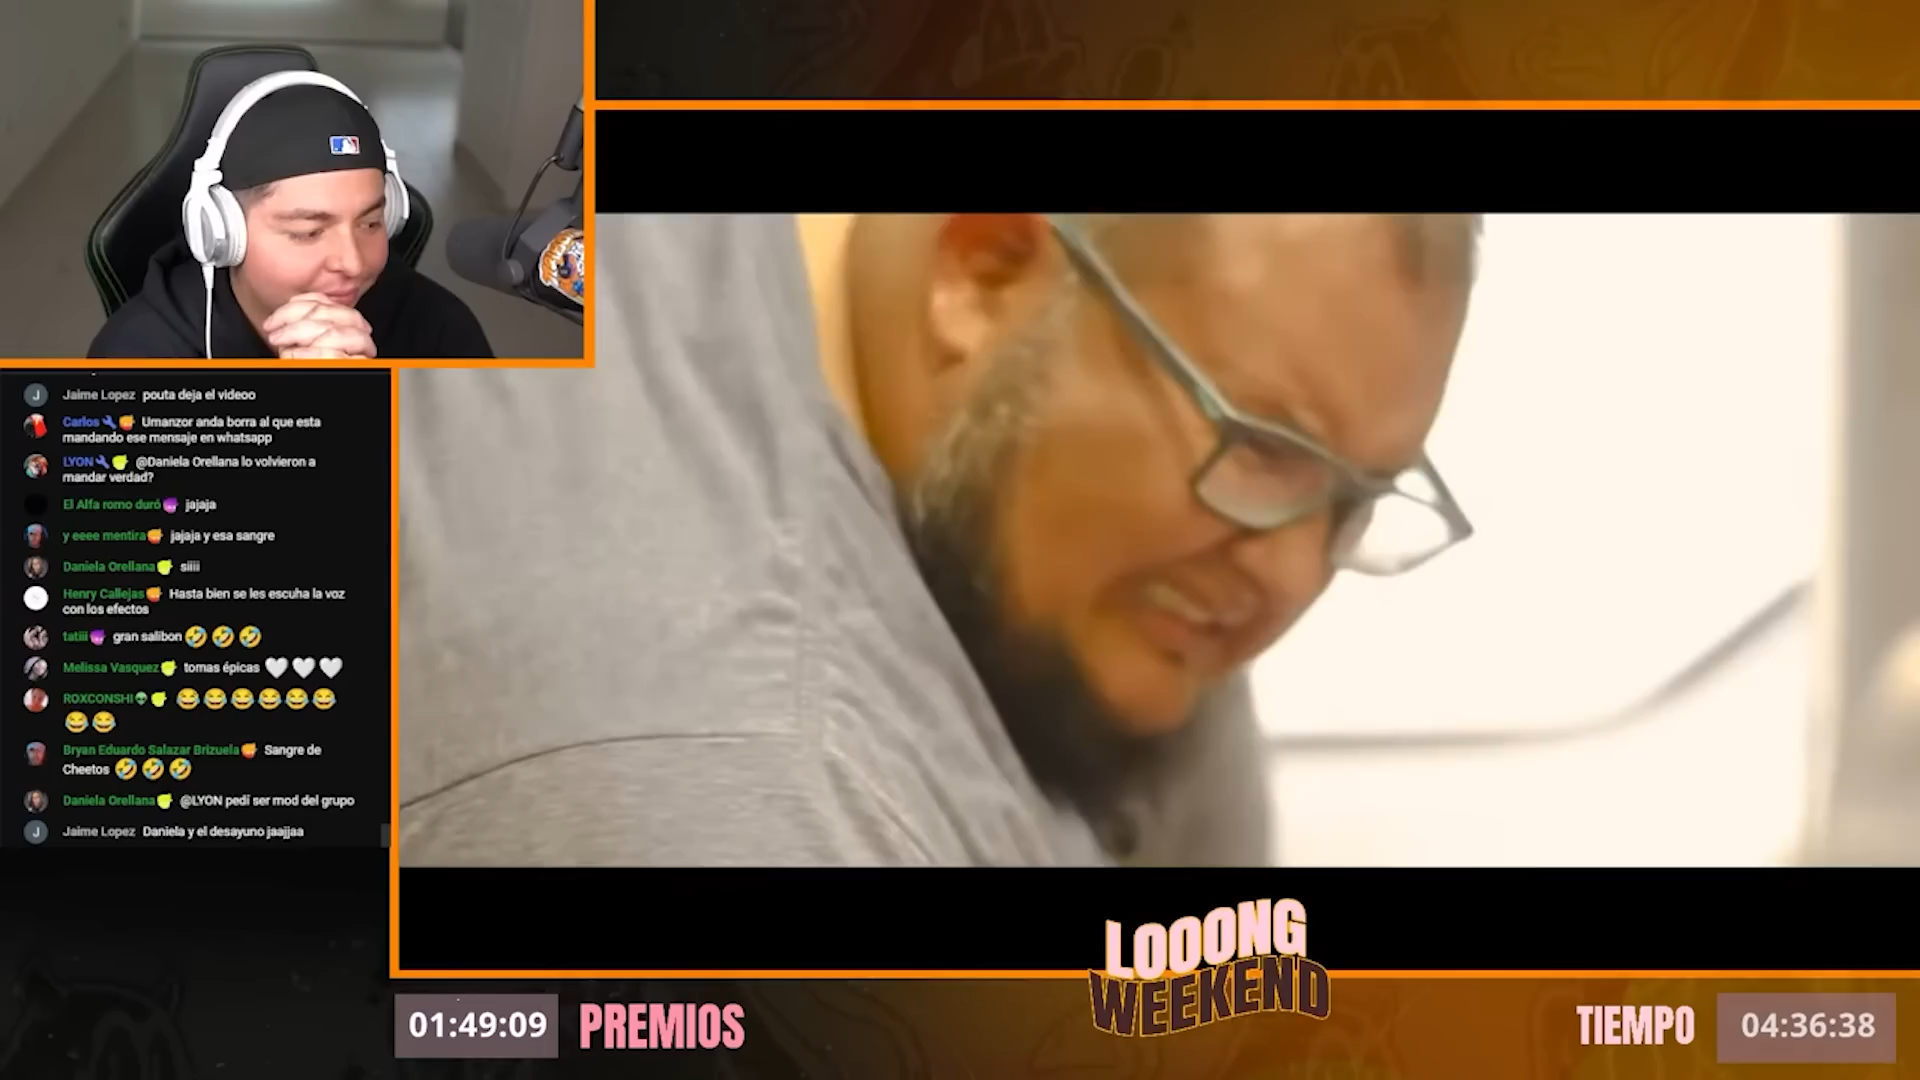 J Jaime Lopez pouta deja el videoo
Carlos Umanzor anda borra al que esta
mandando ese mensaje en whatsapp
LYON @Daniela Orellana lo volvieron a
mandar verdad?
El Alfa romo duró jajaja
y eeee mentira jajaja y esa sangre
Daniela Orellana siiii
Henry Callejas Hasta bien se les escuha la voz
con los efectos
tatiii gran salibon 🤣🤣🤣
Melissa Vasquez tomas épicas 🤍🤍🤍
ROXCONSHI👽 😂😂😂😂😂😂
😂😂
Bryan Eduardo Salazar Brizuela Sangre de
Cheetos 🤣🤣🤣
Daniela Orellana @LYON pedí ser mod del grupo
J Jaime Lopez Daniela y el desayuno jaajjaa
LOOONG
WEEKEND
01:49:09 PREMIOS
TIEMPO 04:36:38